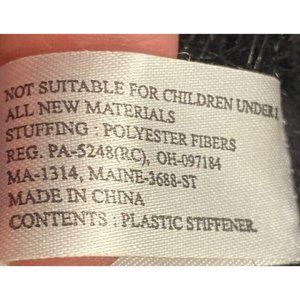 NOT SUITABLE FOR CHILDREN UNDER
ALL NEW MATERIALS
STUFFING : POLYESTER FIBERS
REG. PA-5248(RC), OH-097184
MA-1314, MAINE-3688-ST
MADE IN CHINA
CONTENTS : PLASTIC STIFFENER.